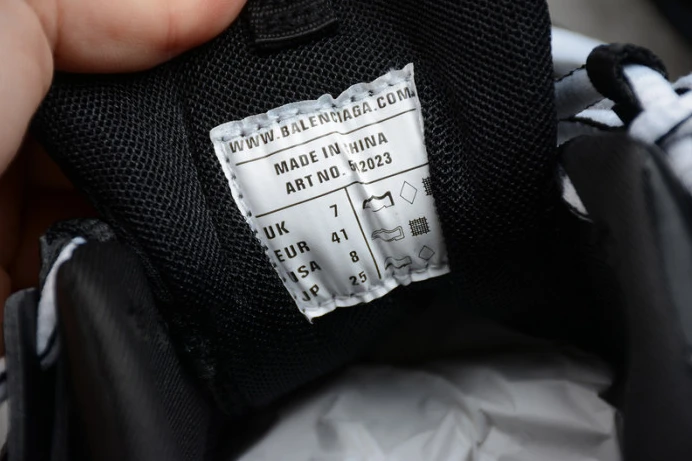 WWW.BALENCIAGA.COM
MADE IN CHINA
ART NO. 2023
UK 7
EUR 41
USA 8
JP 25